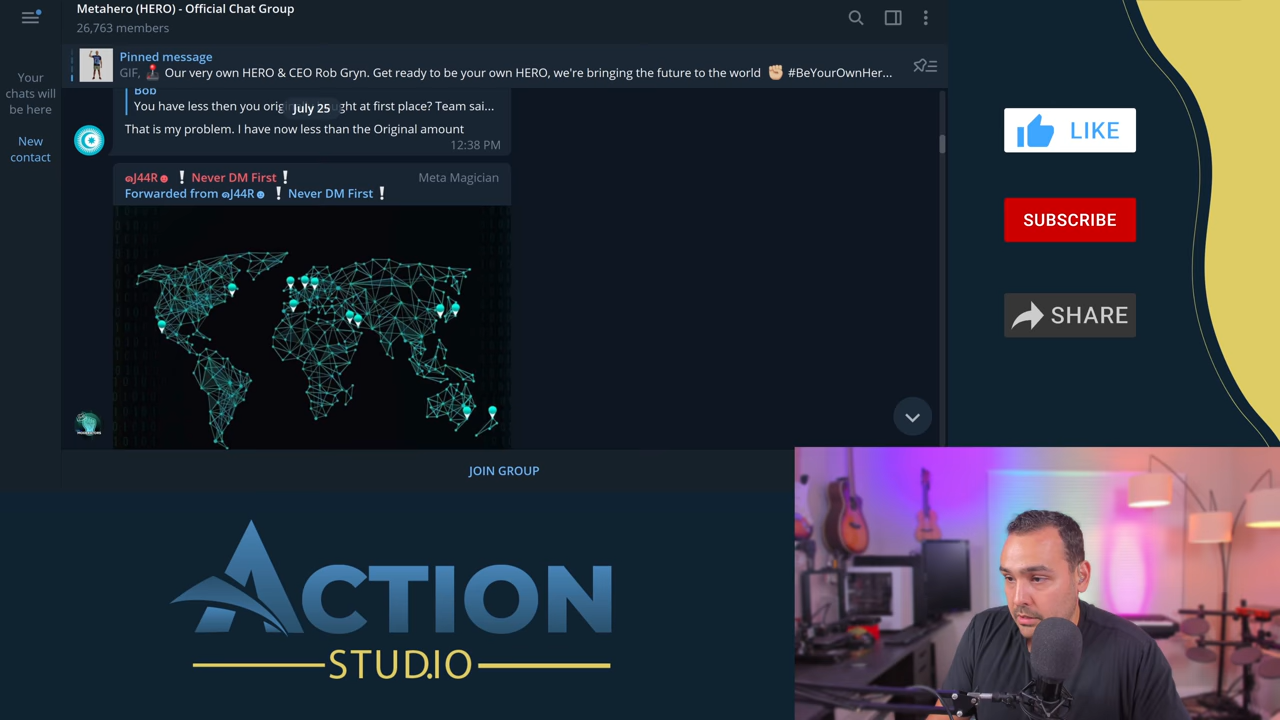 Metahero (HERO) - Official Chat Group
26,763 members
Pinned message
GIF, 🕹 Our very own HERO & CEO Rob Gryn. Get ready to be your own HERO, we're bringing the future to the world ✊ #BeYourOwnHer...
Your
chats will
be here
New
contact
Bob
You have less then you orig ght at first place? Team sai...
July 25
That is my problem. I have now less than the Original amount
12:38 PM
๏J44R☻ ❗ Never DM First❗
Meta Magician
Forwarded from ๏J44R☻ ❗ Never DM First❗
JOIN GROUP
LIKE
SUBSCRIBE
SHARE
ACTION
STUD.IO